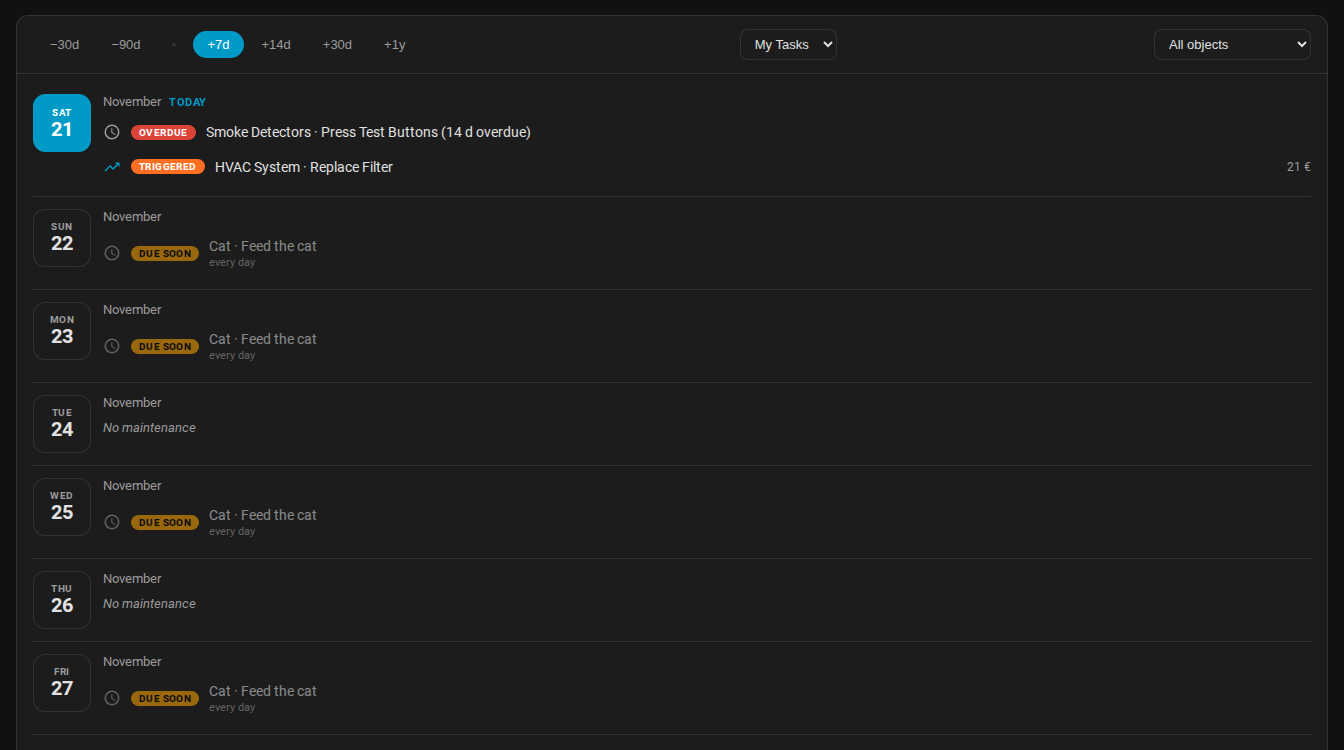 −30d −90d • +7d +14d +30d +1y My Tasks All objects
SAT
21
November TODAY
OVERDUE Smoke Detectors · Press Test Buttons (14 d overdue)
TRIGGERED HVAC System · Replace Filter 21 €
SUN
22
November
DUE SOON Cat · Feed the cat
every day
MON
23
November
DUE SOON Cat · Feed the cat
every day
TUE
24
November
No maintenance
WED
25
November
DUE SOON Cat · Feed the cat
every day
THU
26
November
No maintenance
FRI
27
November
DUE SOON Cat · Feed the cat
every day